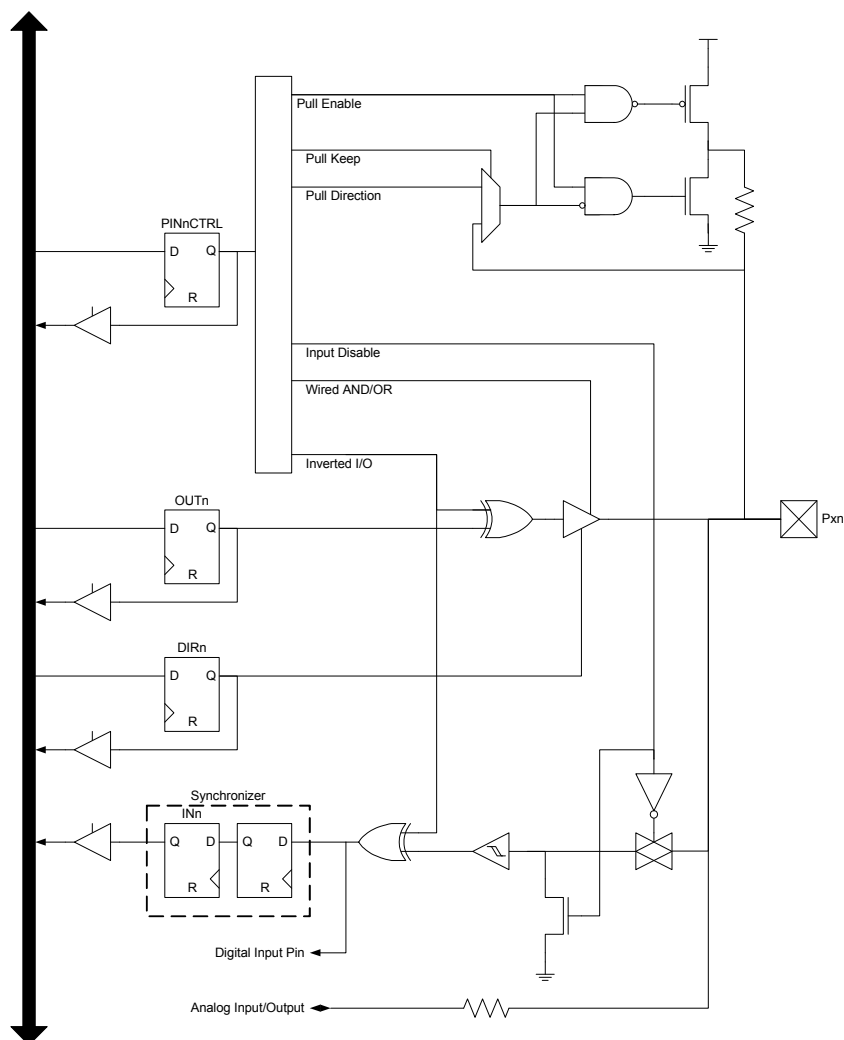 Pull Enable
Pull Keep
Pull Direction
PINnCTRL
D Q
R
Input Disable
Wired AND/OR
Inverted I/O
OUTn
D Q
R
Pxn
DIRn
D Q
R
Synchronizer
INn
Q D Q D
R R
Digital Input Pin
Analog Input/Output